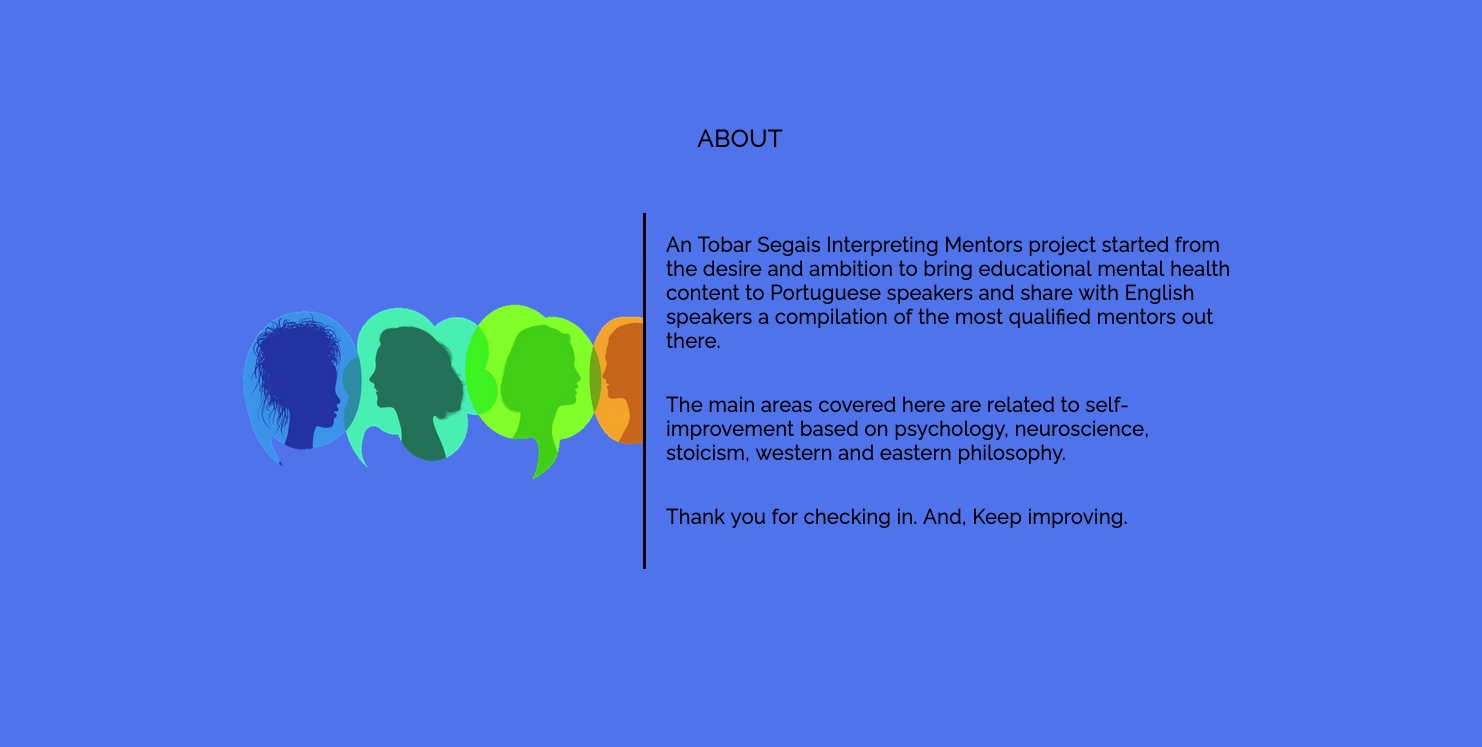 ABOUT
An Tobar Segais Interpreting Mentors project started from
the desire and ambition to bring educational mental health
content to Portuguese speakers and share with English
speakers a compilation of the most qualified mentors out
there.
The main areas covered here are related to self-
improvement based on psychology, neuroscience,
stoicism, western and eastern philosophy.
Thank you for checking in. And, Keep improving.